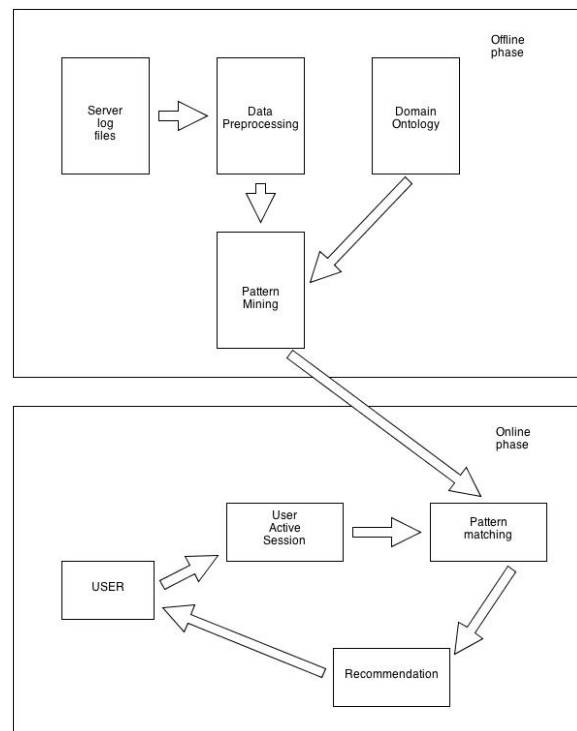 Offline
phase
Server
log
files
Data
Preprocessing
Domain
Ontology
Pattern
Mining
Online
phase
User
Active
Session
Pattern
matching
USER
Recommendation